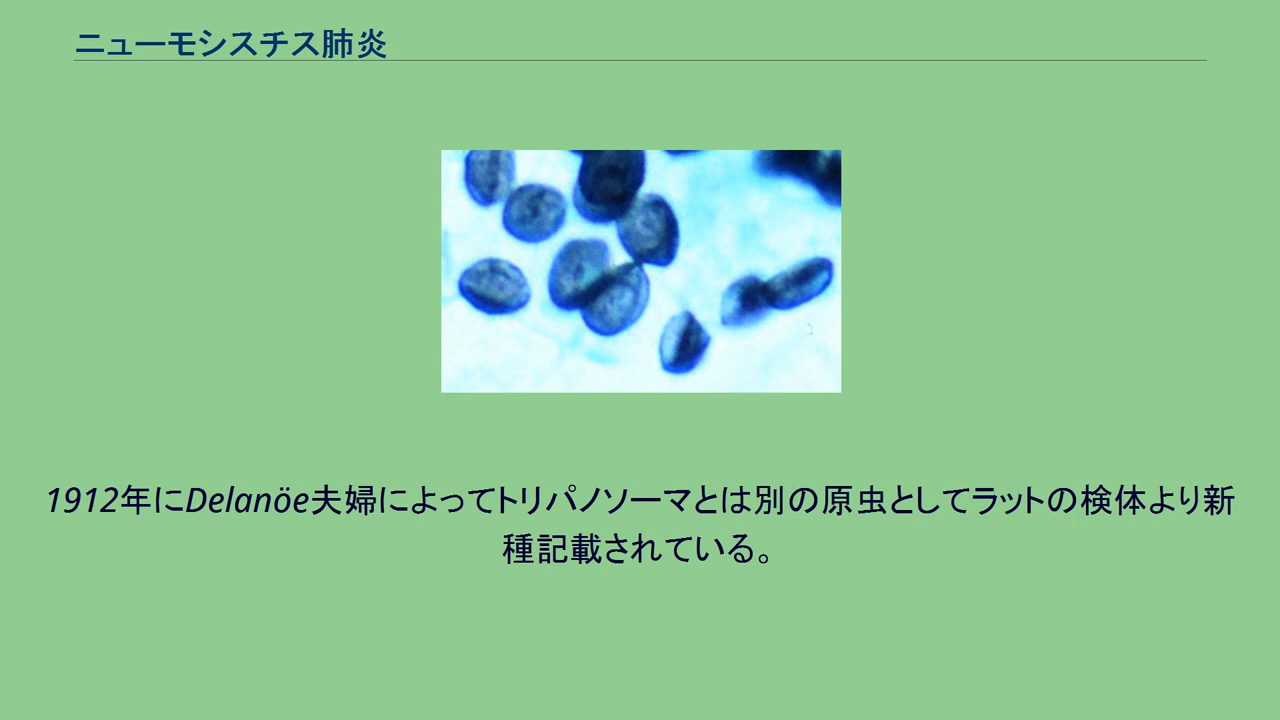 ニューモシスチス肺炎
1912年にDelanöe夫婦によってトリパノソーマとは別の原虫としてラットの検体より新
種記載されている。